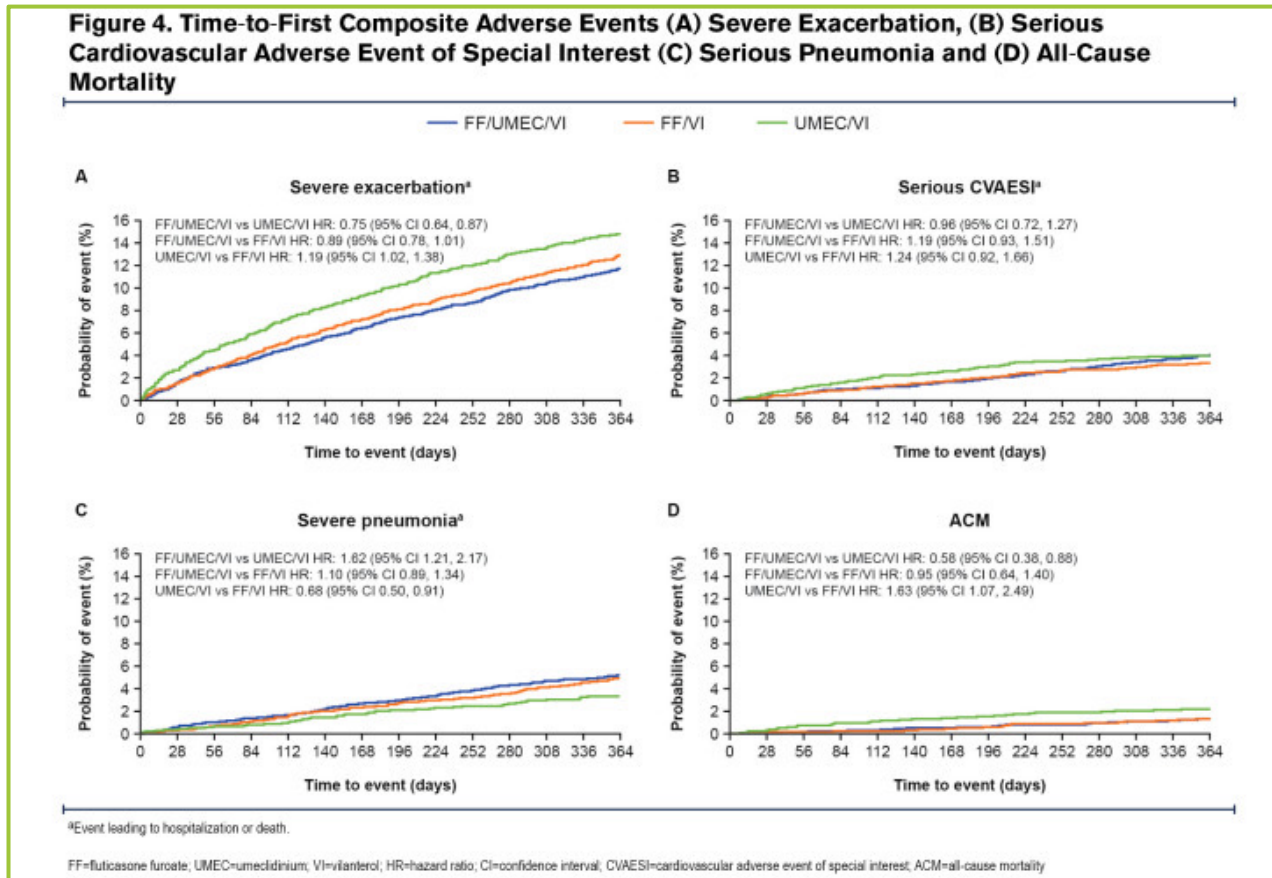 Figure 4. Time-to-First Composite Adverse Events (A) Severe Exacerbation, (B) Serious
Cardiovascular Adverse Event of Special Interest (C) Serious Pneumonia and (D) All-Cause
Mortality
FF/UMEC/VI FF/VI UMEC/VI
A
Severe exacerbationᵃ
FF/UMEC/VI vs UMEC/VI HR: 0.75 (95% CI 0.64, 0.87)
FF/UMEC/VI vs FF/VI HR: 0.89 (95% CI 0.78, 1.01)
UMEC/VI vs FF/VI HR: 1.19 (95% CI 1.02, 1.38)
Probability of event (%)
16
14
12
10
8
6
4
2
0
0 28 56 84 112 140 168 196 224 252 280 308 336 364
Time to event (days)
B
Serious CVAESIᵃ
FF/UMEC/VI vs UMEC/VI HR: 0.96 (95% CI 0.72, 1.27)
FF/UMEC/VI vs FF/VI HR: 1.19 (95% CI 0.93, 1.51)
UMEC/VI vs FF/VI HR: 1.24 (95% CI 0.92, 1.66)
Probability of event (%)
16
14
12
10
8
6
4
2
0
0 28 56 84 112 140 168 196 224 252 280 308 336 364
Time to event (days)
C
Severe pneumoniaᵃ
FF/UMEC/VI vs UMEC/VI HR: 1.62 (95% CI 1.21, 2.17)
FF/UMEC/VI vs FF/VI HR: 1.10 (95% CI 0.89, 1.34)
UMEC/VI vs FF/VI HR: 0.68 (95% CI 0.50, 0.91)
Probability of event (%)
16
14
12
10
8
6
4
2
0
0 28 56 84 112 140 168 196 224 252 280 308 336 364
Time to event (days)
D
ACM
FF/UMEC/VI vs UMEC/VI HR: 0.58 (95% CI 0.38, 0.88)
FF/UMEC/VI vs FF/VI HR: 0.95 (95% CI 0.64, 1.40)
UMEC/VI vs FF/VI HR: 1.63 (95% CI 1.07, 2.49)
Probability of event (%)
16
14
12
10
8
6
4
2
0
0 28 56 84 112 140 168 196 224 252 280 308 336 364
Time to event (days)
ᵃEvent leading to hospitalization or death.
FF=fluticasone furoate; UMEC=umeclidinium; VI=vilanterol; HR=hazard ratio; CI=confidence interval; CVAESI=cardiovascular adverse event of special interest; ACM=all-cause mortality